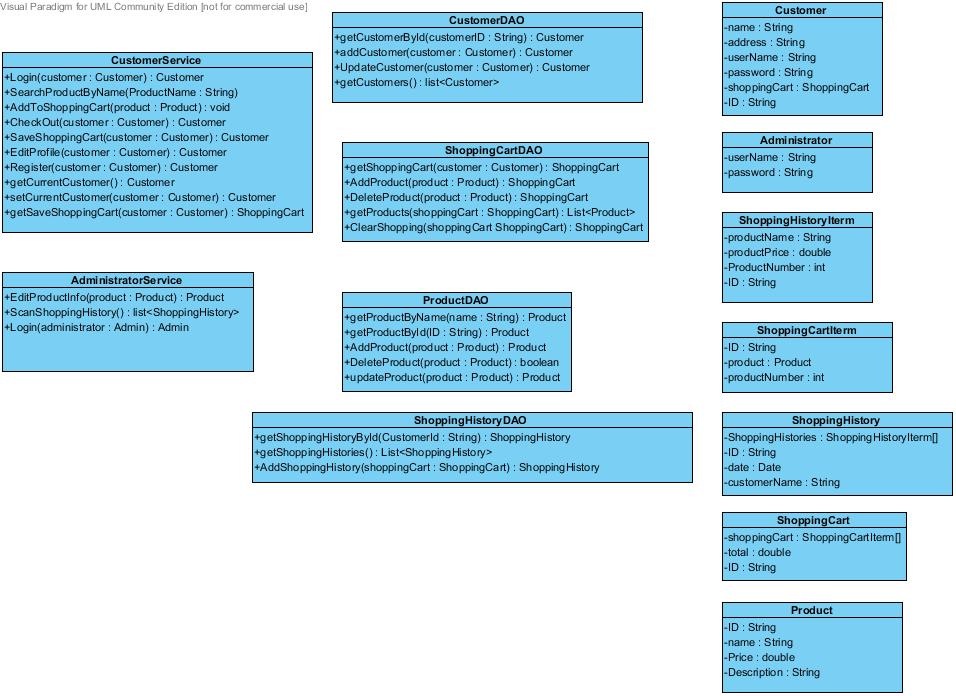 Visual Paradigm for UML Community Edition [not for commercial use]
CustomerService
+Login(customer : Customer) : Customer
+SearchProductByName(ProductName : String)
+AddToShoppingCart(product : Product) : void
+CheckOut(customer : Customer) : Customer
+SaveShoppingCart(customer : Customer) : Customer
+EditProfile(customer : Customer) : Customer
+Register(customer : Customer) : Customer
+getCurrentCustomer() : Customer
+setCurrentCustomer(customer : Customer) : Customer
+getSaveShoppingCart(customer : Customer) : ShoppingCart
AdministratorService
+EditProductInfo(product : Product) : Product
+ScanShoppingHistory() : list<ShoppingHistory>
+Login(administrator : Admin) : Admin
CustomerDAO
+getCustomerById(customerID : String) : Customer
+addCustomer(customer : Customer) : Customer
+UpdateCustomer(customer : Customer) : Customer
+getCustomers() : list<Customer>
ShoppingCartDAO
+getShoppingCart(customer : Customer) : ShoppingCart
+AddProduct(product : Product) : ShoppingCart
+DeleteProduct(product : Product) : ShoppingCart
+getProducts(shoppingCart : ShoppingCart) : List<Product>
+ClearShopping(shoppingCart ShoppingCart) : ShoppingCart
ProductDAO
+getProductByName(name : String) : Product
+getProductById(ID : String) : Product
+AddProduct(product : Product) : Product
+DeleteProduct(product : Product) : boolean
+updateProduct(product : Product) : Product
ShoppingHistoryDAO
+getShoppingHistoryById(CustomerId : String) : ShoppingHistory
+getShoppingHistories() : List<ShoppingHistory>
+AddShoppingHistory(shoppingCart : ShoppingCart) : ShoppingHistory
Customer
-name : String
-address : String
-userName : String
-password : String
-shoppingCart : ShoppingCart
-ID : String
Administrator
-userName : String
-password : String
ShoppingHistoryIterm
-productName : String
-productPrice : double
-ProductNumber : int
-ID : String
ShoppingCartIterm
-ID : String
-product : Product
-productNumber : int
ShoppingHistory
-ShoppingHistories : ShoppingHistoryIterm[]
-ID : String
-date : Date
-customerName : String
ShoppingCart
-shoppingCart : ShoppingCartIterm[]
-total : double
-ID : String
Product
-ID : String
-name : String
-Price : double
-Description : String